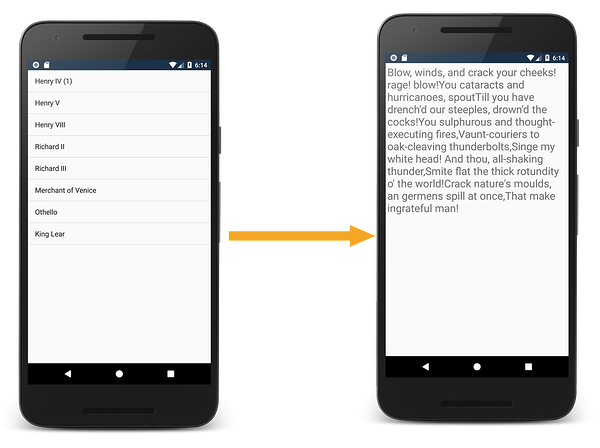 6:14
Henry IV (1)
Henry V
Henry VIII
Richard II
Richard III
Merchant of Venice
Othello
King Lear
6:14
Blow, winds, and crack your cheeks!
rage! blow!You cataracts and
hurricanoes, spoutTill you have
drench'd our steeples, drown'd the
cocks!You sulphurous and thought-
executing fires,Vaunt-couriers to
oak-cleaving thunderbolts,Singe my
white head! And thou, all-shaking
thunder,Smite flat the thick rotundity
o' the world!Crack nature's moulds,
an germens spill at once,That make
ingrateful man!